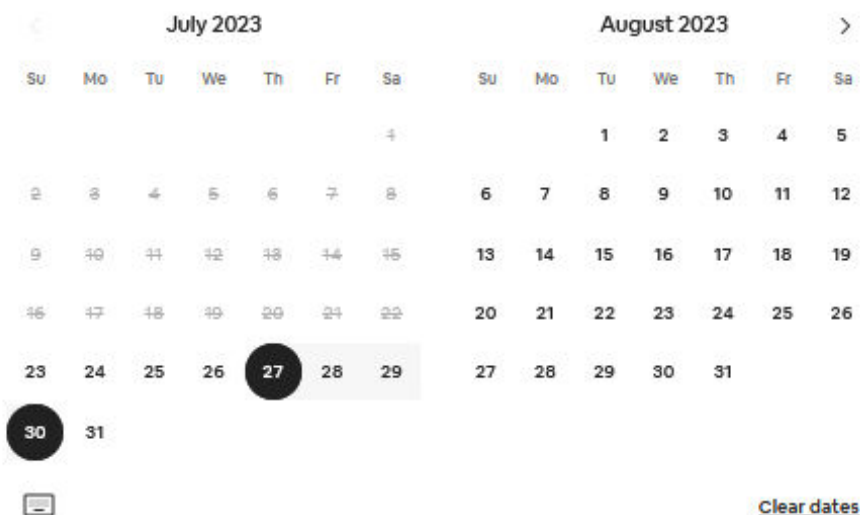 July 2023
Su Mo Tu We Th Fr Sa
1
2 3 4 5 6 7 8
9 10 11 12 13 14 15
16 17 18 19 20 21 22
23 24 25 26 27 28 29
30 31
August 2023
Su Mo Tu We Th Fr Sa
1 2 3 4 5
6 7 8 9 10 11 12
13 14 15 16 17 18 19
20 21 22 23 24 25 26
27 28 29 30 31
Clear dates